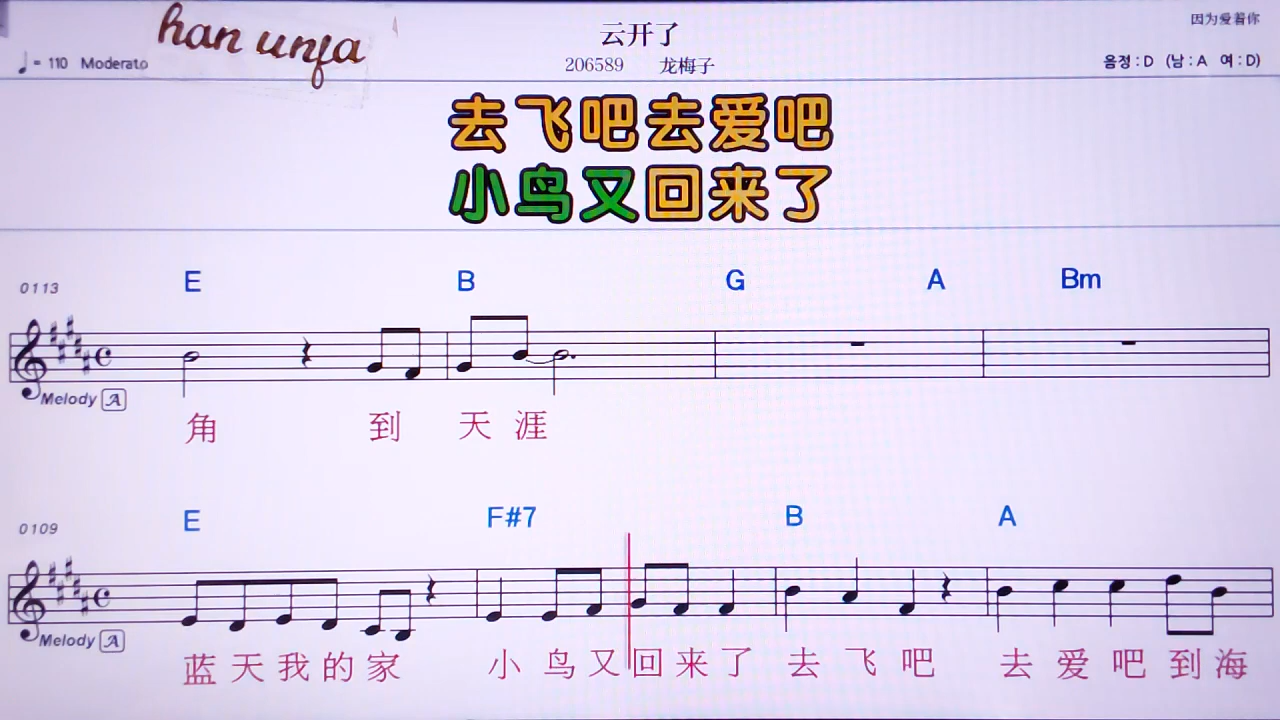 han unfa
因为爱着你
云开了
♩= 110 Moderato
206589 龙梅子
음정 : D (남 : A 여 : D)
去飞吧去爱吧
小鸟又回来了
E B G A Bm
0113
Melody A
角 到 天 涯
E F#7 B A
0109
Melody A
蓝 天 我 的 家 小 鸟 又 回 来 了 去 飞 吧 去 爱 吧 到 海